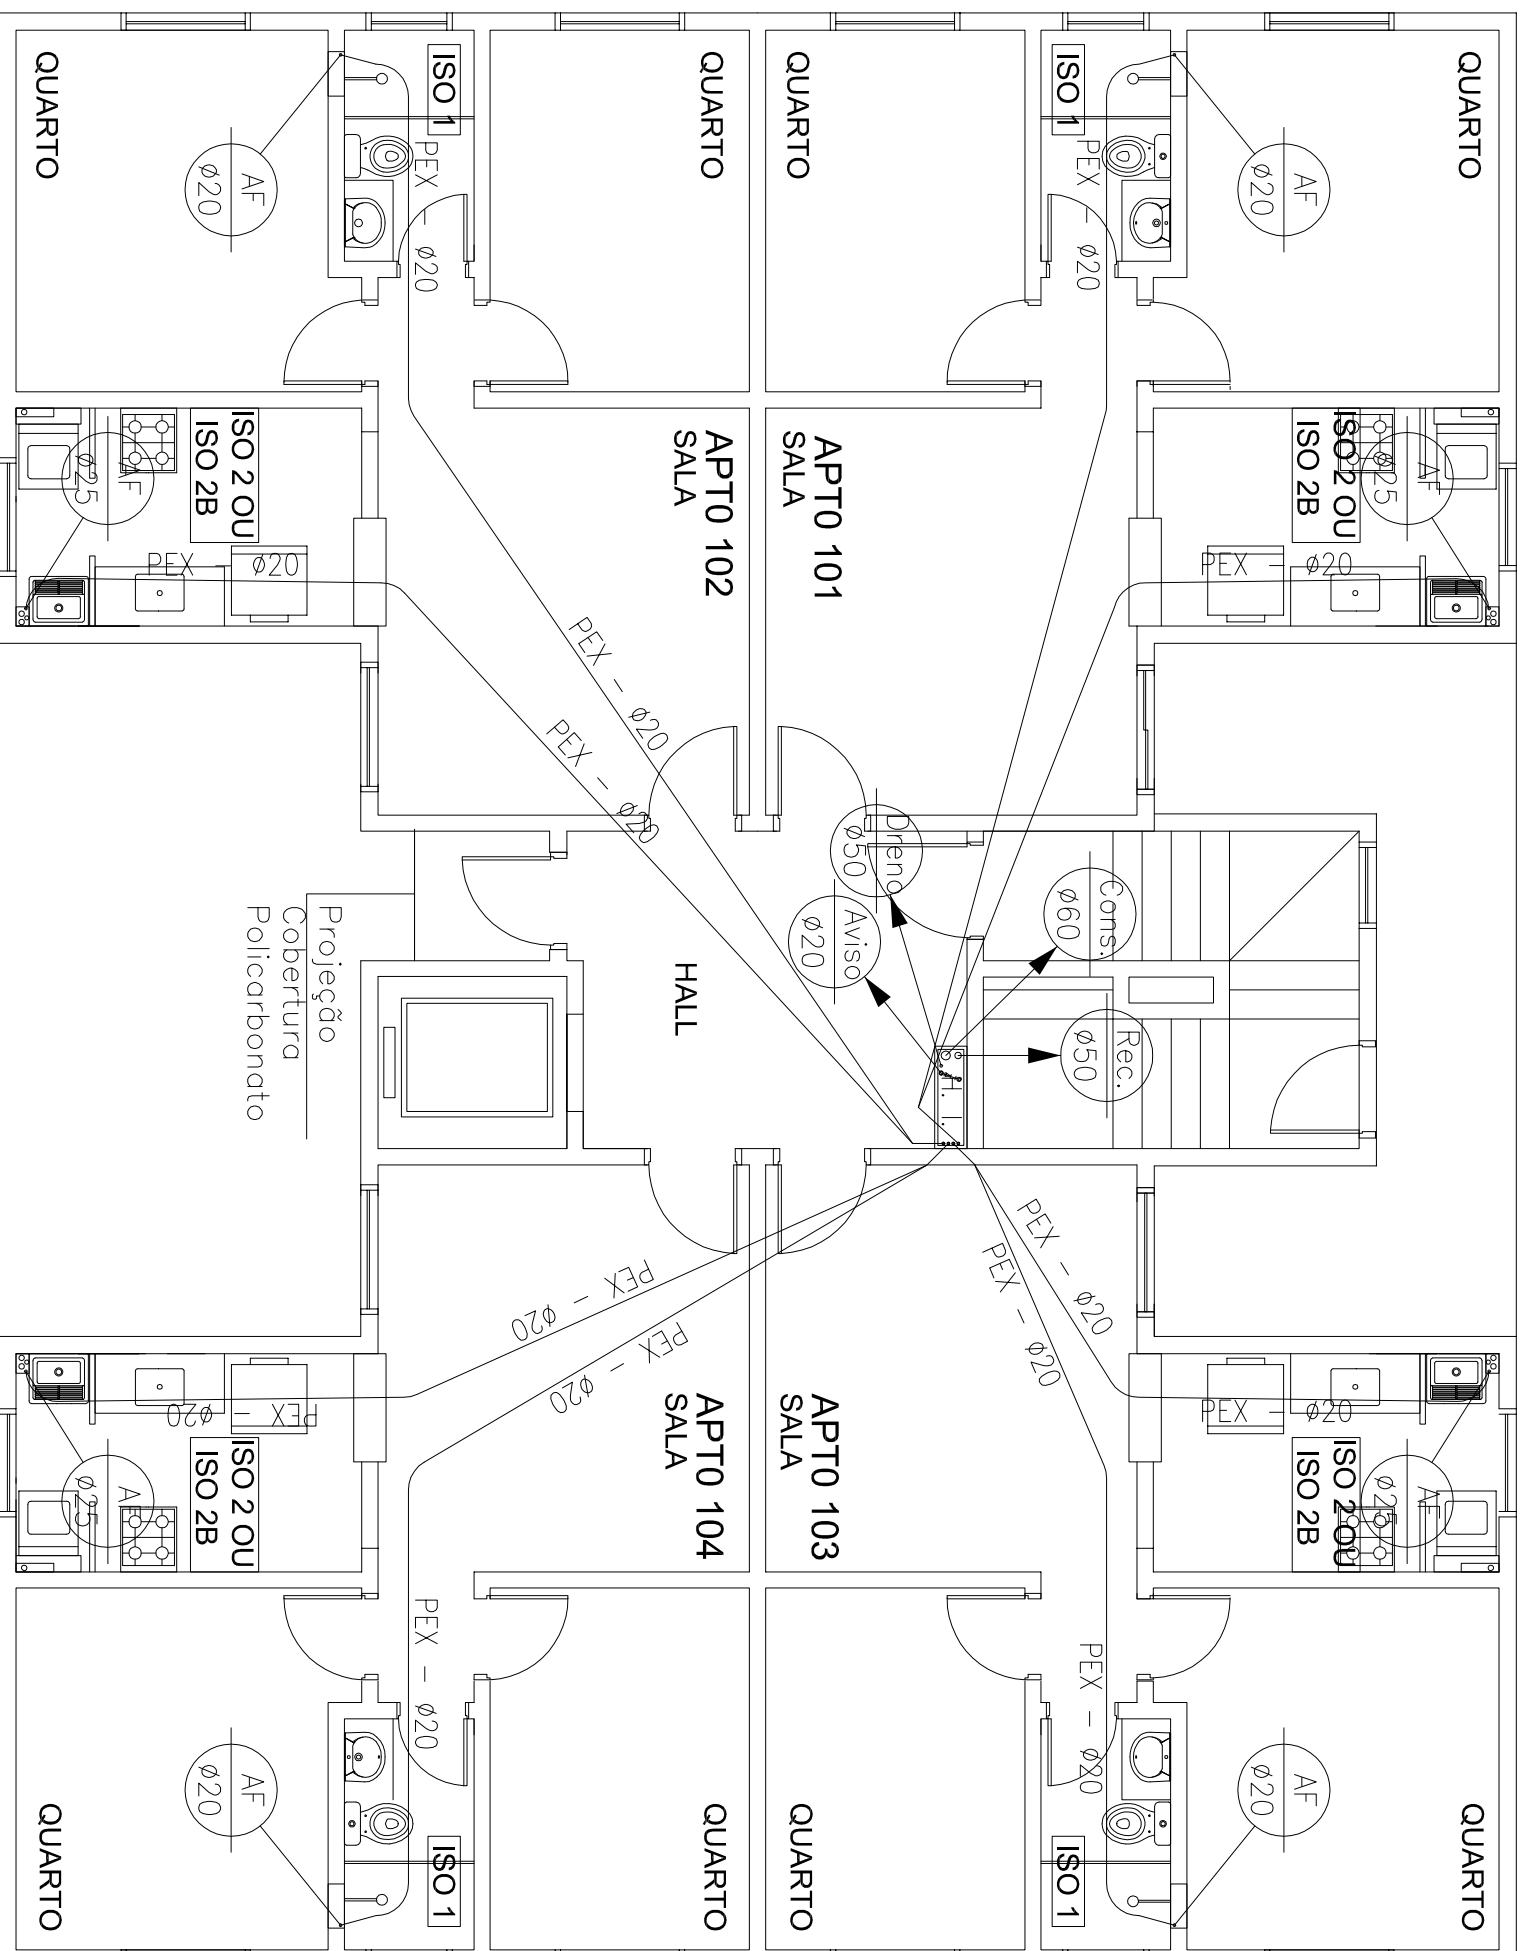 QUARTO
QUARTO
QUARTO
QUARTO
ISO 1
ISO 1
AF
ø20
AF
ø20
PEX - ø20
PEX - ø20
ISO 2 OU
ISO 2B
AF
ø25
PEX - ø20
APT0 102
SALA
APT0 101
SALA
ISO 2 OU
ISO 2B
AF
ø25
PEX - ø20
PEX - ø20
PEX - ø20
Dreno
ø50
Aviso
ø20
Cons.
ø60
Rec.
ø50
HALL
Projeção
Cobertura
Policarbonato
PEX - ø20
PEX - ø20
PEX - ø20
PEX - ø20
PEX - ø20
ISO 2 OU
ISO 2B
AF
ø25
APT0 104
SALA
APT0 103
SALA
PEX - ø20
ISO 2 OU
ISO 2B
AF
ø25
PEX - ø20
PEX - ø20
AF
ø20
AF
ø20
ISO 1
ISO 1
QUARTO
QUARTO
QUARTO
QUARTO